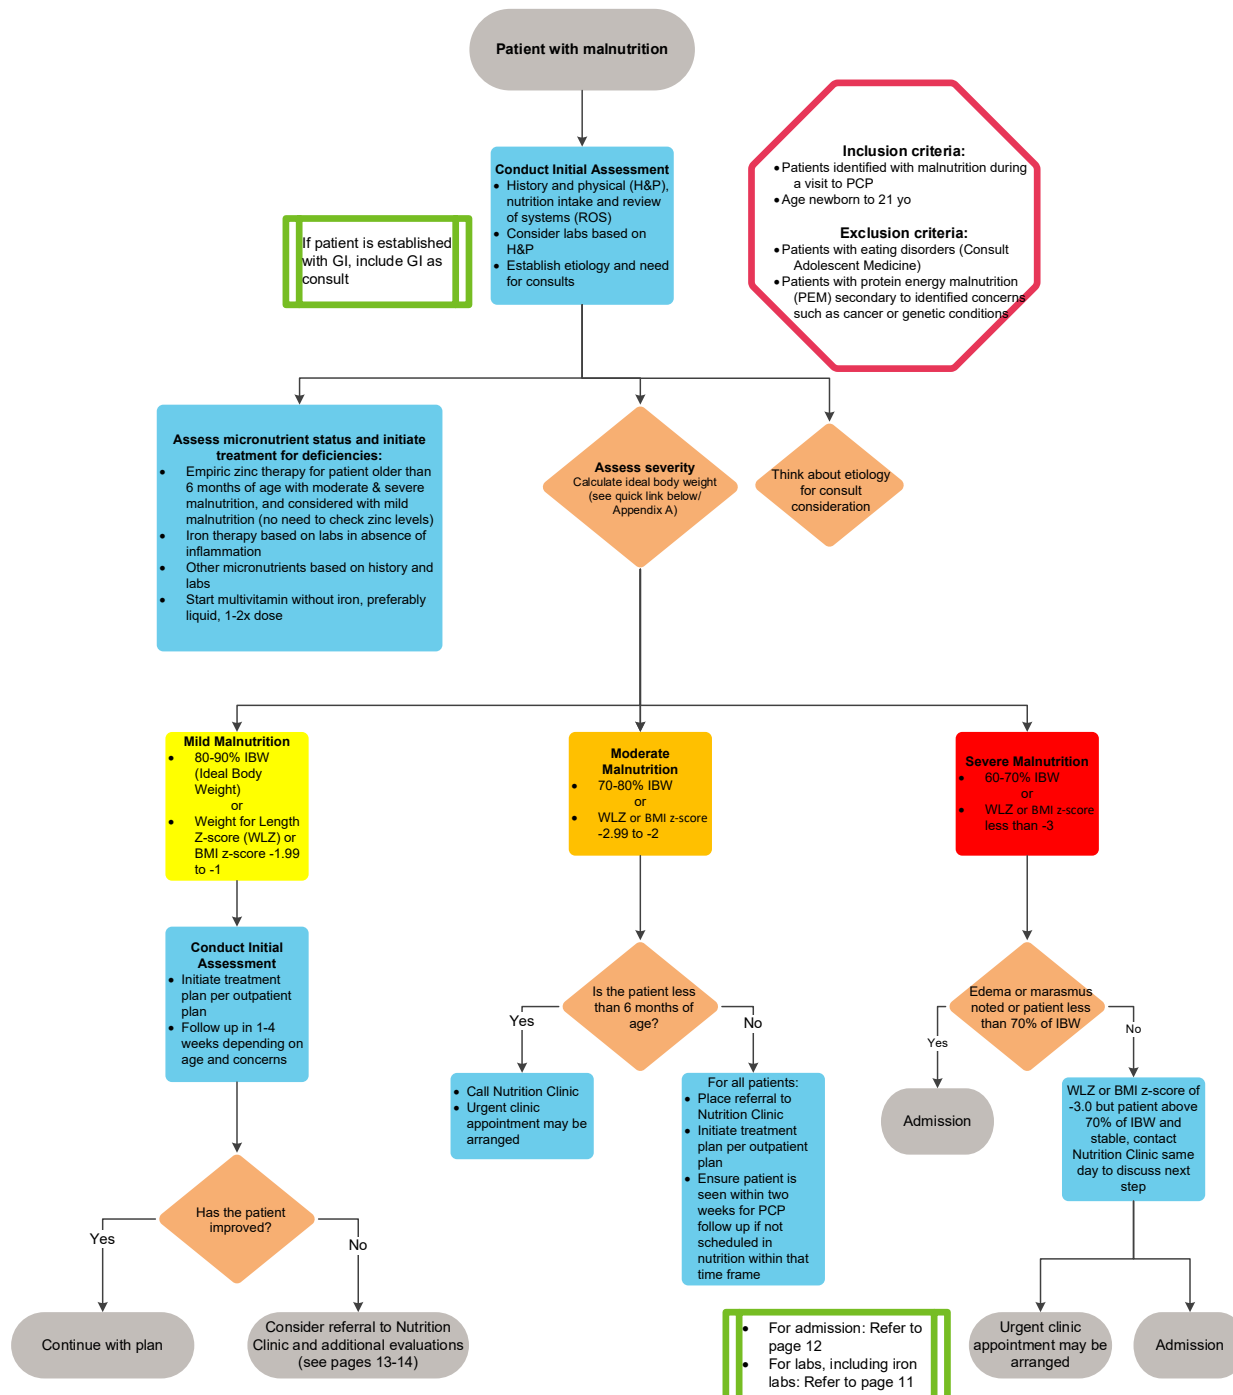 Patient with malnutrition
Conduct Initial Assessment
• History and physical (H&P),
nutrition intake and review
of systems (ROS)
• Consider labs based on
H&P
• Establish etiology and need
for consults
If patient is established
with GI, include GI as
consult
Inclusion criteria:
• Patients identified with malnutrition during
a visit to PCP
• Age newborn to 21 yo
Exclusion criteria:
• Patients with eating disorders (Consult
Adolescent Medicine)
• Patients with protein energy malnutrition
(PEM) secondary to identified concerns
such as cancer or genetic conditions
Assess micronutrient status and initiate
treatment for deficiencies:
• Empiric zinc therapy for patient older than
6 months of age with moderate & severe
malnutrition, and considered with mild
malnutrition (no need to check zinc levels)
• Iron therapy based on labs in absence of
inflammation
• Other micronutrients based on history and
labs
• Start multivitamin without iron, preferably
liquid, 1-2x dose
Assess severity
Calculate ideal body weight
(see quick link below/
Appendix A)
Think about etiology
for consult
consideration
Mild Malnutrition
• 80-90% IBW
(Ideal Body
Weight)
or
• Weight for Length
Z-score (WLZ) or
BMI z-score -1.99
to -1
Moderate
Malnutrition
• 70-80% IBW
or
• WLZ or BMI z-score
-2.99 to -2
Severe Malnutrition
• 60-70% IBW
or
• WLZ or BMI z-score
less than -3
Conduct Initial
Assessment
• Initiate treatment
plan per outpatient
plan
• Follow up in 1-4
weeks depending on
age and concerns
Is the patient less
than 6 months of
age?
Yes
No
Edema or marasmus
noted or patient less
than 70% of IBW
Yes
No
• Call Nutrition Clinic
• Urgent clinic
appointment may be
arranged
For all patients:
• Place referral to
Nutrition Clinic
• Initiate treatment
plan per outpatient
plan
• Ensure patient is
seen within two
weeks for PCP
follow up if not
scheduled in
nutrition within that
time frame
Admission
WLZ or BMI z-score of
-3.0 but patient above
70% of IBW and
stable, contact
Nutrition Clinic same
day to discuss next
step
Has the patient
improved?
Yes
No
Continue with plan
Consider referral to Nutrition
Clinic and additional evaluations
(see pages 13-14)
• For admission: Refer to
page 12
• For labs, including iron
labs: Refer to page 11
Urgent clinic
appointment may be
arranged
Admission